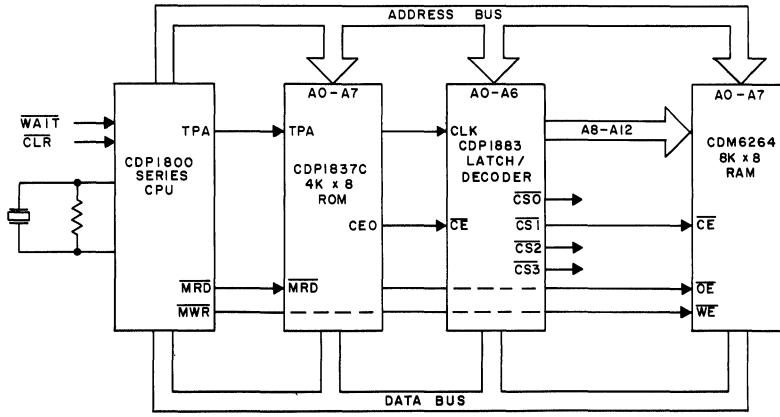 ADDRESS BUS
A0-A7
A0-A6
A0-A7
WAIT
CLR
TPA
TPA
CLK
A8-A12
CDP1800
SERIES
CPU
CDP1837C
4K x 8
ROM
CDP1883
LATCH/
DECODER
CDM6264
8K x 8
RAM
CS0
CEO
CE
CS1
CE
CS2
CS3
MRD
MRD
OE
MWR
WE
DATA BUS